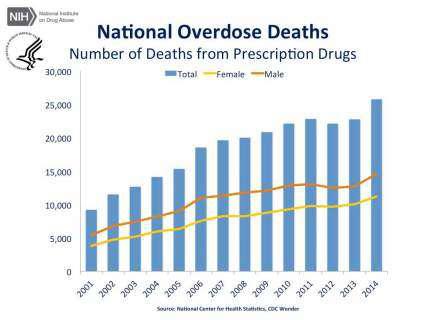 NIH
National Institute
on Drug Abuse
National Overdose Deaths
Number of Deaths from Prescription Drugs
Total Female Male
30,000
25,000
20,000
15,000
10,000
5,000
0
2001 2002 2003 2004 2005 2006 2007 2008 2009 2010 2011 2012 2013 2014
Source: National Center for Health Statistics, CDC Wonder